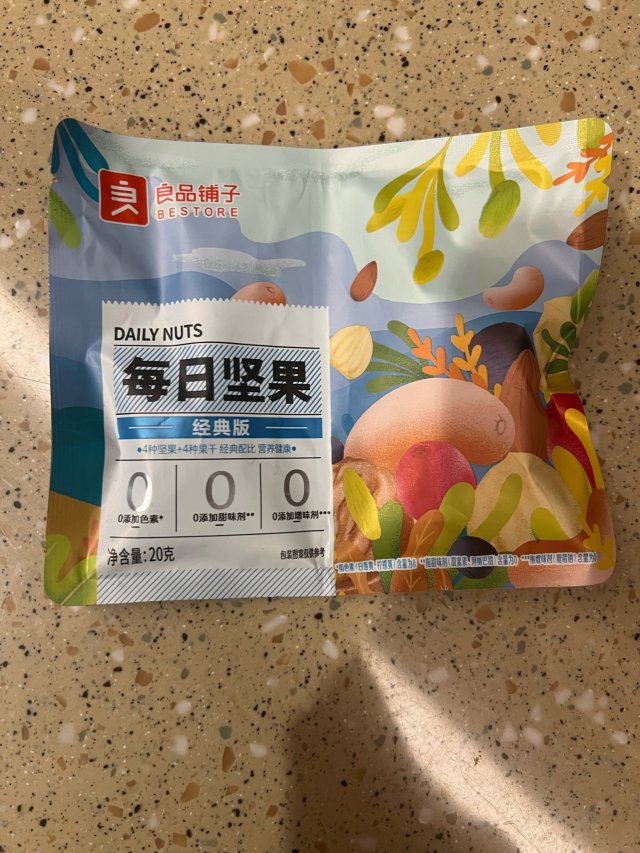 良品铺子
BESTORE
DAILY NUTS
每日坚果
经典版
•4种坚果+4种果干 经典配比 营养健康•
0 0 0
0添加色素* 0添加甜味剂** 0添加增味剂***
净含量:20克
包装图案仅供参考